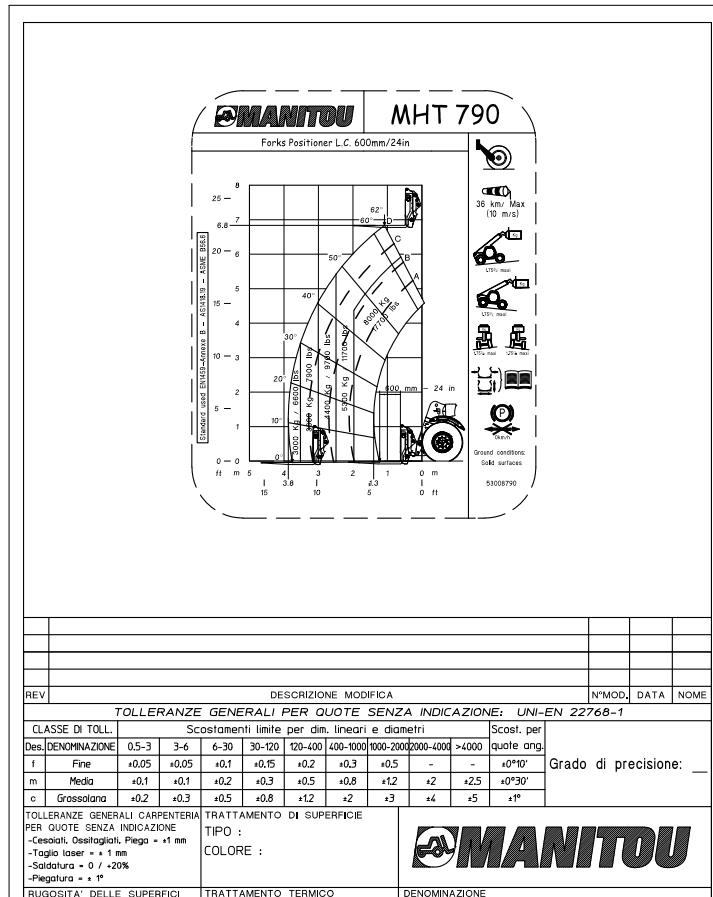 MANITOU
MHT 790
Forks Positioner L.C. 600mm/24in
Standard used EN1459-Annexe B - AS1418.19 - ASME B56.6
8
25
7
6.8
6
20
5
15
4
3
10
2
5
1
0
0
ft
m
5
4
3
2
1
0
m
3.8
1.3
15
10
5
0
ft
0°
10°
20°
30°
40°
50°
60°
62°
D
C
B
A
3000 Kg / 6600 lbs
Kg / 7900 lbs
4400 Kg / 9700 lbs
5300 Kg / 11700 lbs
8000 Kg
17700 lbs
600 mm
24 in
36 km/ Max
(10 m/s)
Kg
LT5% maxi
Kg
LT5% maxi
LT5% maxi
LT5% maxi
P
0km/h
Ground conditions:
Solid surfaces
53008790
REV DESCRIZIONE MODIFICA N°MOD. DATA NOME
TOLLERANZE GENERALI PER QUOTE SENZA INDICAZIONE: UNI-EN 22768-1
CLASSE DI TOLL. Scostamenti limite per dim. lineari e diametri Scost. per quote ang.
Des. DENOMINAZIONE 0.5-3 3-6 6-30 30-120 120-400 400-1000 1000-2000 2000-4000 >4000
f Fine ±0.05 ±0.05 ±0.1 ±0.15 ±0.2 ±0.3 ±0.5 - - ±0°10'
m Media ±0.1 ±0.1 ±0.2 ±0.3 ±0.5 ±0.8 ±1.2 ±2 ±2.5 ±0°30'
c Grossolana ±0.2 ±0.3 ±0.5 ±0.8 ±1.2 ±2 ±3 ±4 ±5 ±1°
Grado di precisione: __
TOLLERANZE GENERALI CARPENTERIA
PER QUOTE SENZA INDICAZIONE
-Cesoiati, Ossitagliati, Piega = ±1 mm
-Taglio laser = ± 1 mm
-Saldatura = 0 / +20%
-Piegatura = ± 1°
TRATTAMENTO DI SUPERFICIE
TIPO :
COLORE :
MANITOU
RUGOSITA' DELLE SUPERFICI
TRATTAMENTO TERMICO
DENOMINAZIONE